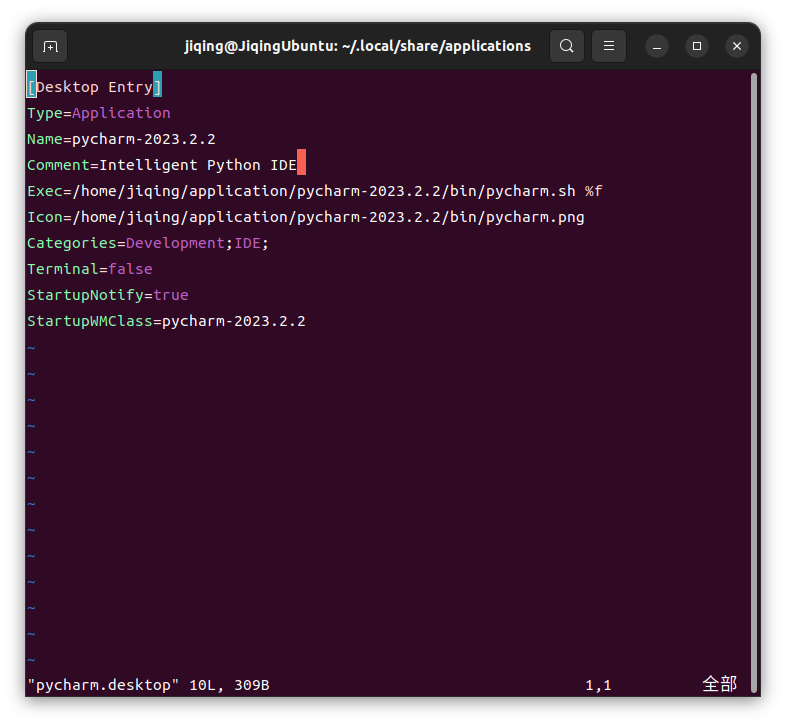 jiqing@JiqingUbuntu: ~/.local/share/applications
[Desktop Entry]
Type=Application
Name=pycharm-2023.2.2
Comment=Intelligent Python IDE
Exec=/home/jiqing/application/pycharm-2023.2.2/bin/pycharm.sh %f
Icon=/home/jiqing/application/pycharm-2023.2.2/bin/pycharm.png
Categories=Development;IDE;
Terminal=false
StartupNotify=true
StartupWMClass=pycharm-2023.2.2
~
~
~
~
~
~
~
~
~
~
~
~
~
"pycharm.desktop" 10L, 309B 1,1 全部